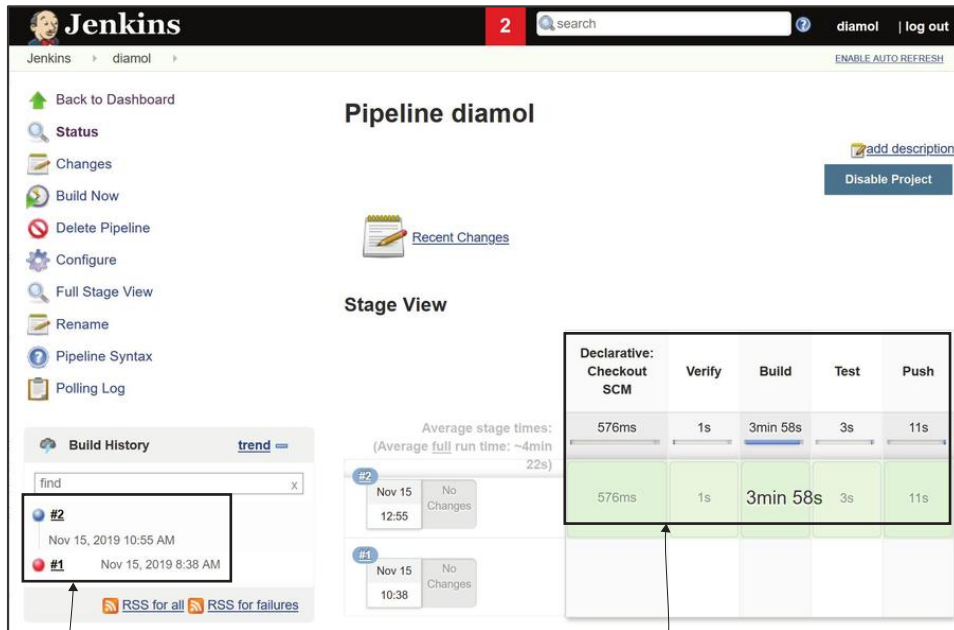 Jenkins
2
search
diamol
| log out
Jenkins
diamol
ENABLE AUTO REFRESH
Back to Dashboard
Status
Changes
Build Now
Delete Pipeline
Configure
Full Stage View
Rename
Pipeline Syntax
Polling Log
Build History
trend
find
x
#2
Nov 15, 2019 10:55 AM
#1 Nov 15, 2019 8:38 AM
RSS for all RSS for failures
Pipeline diamol
add description
Disable Project
Recent Changes
Stage View
Declarative:
Checkout
SCM
Verify
Build
Test
Push
Average stage times:
(Average full run time: ~4min
22s)
576ms
1s
3min 58s
3s
11s
#2
Nov 15
12:55
No
Changes
576ms
1s
3min 58s
3s
11s
#1
Nov 15
10:38
No
Changes